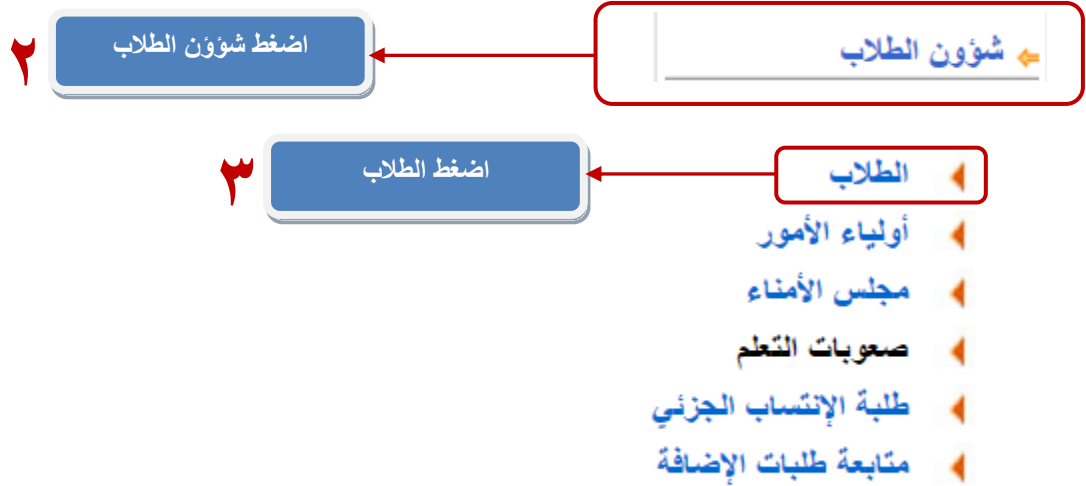 شؤون الطلاب
اضغط شوؤن الطلاب
٢
الطلاب
اضغط الطلاب
٣
أولياء الأمور
مجلس الأمناء
صعوبات التعلم
طلبة الإنتساب الجزئي
متابعة طلبات الإضافة